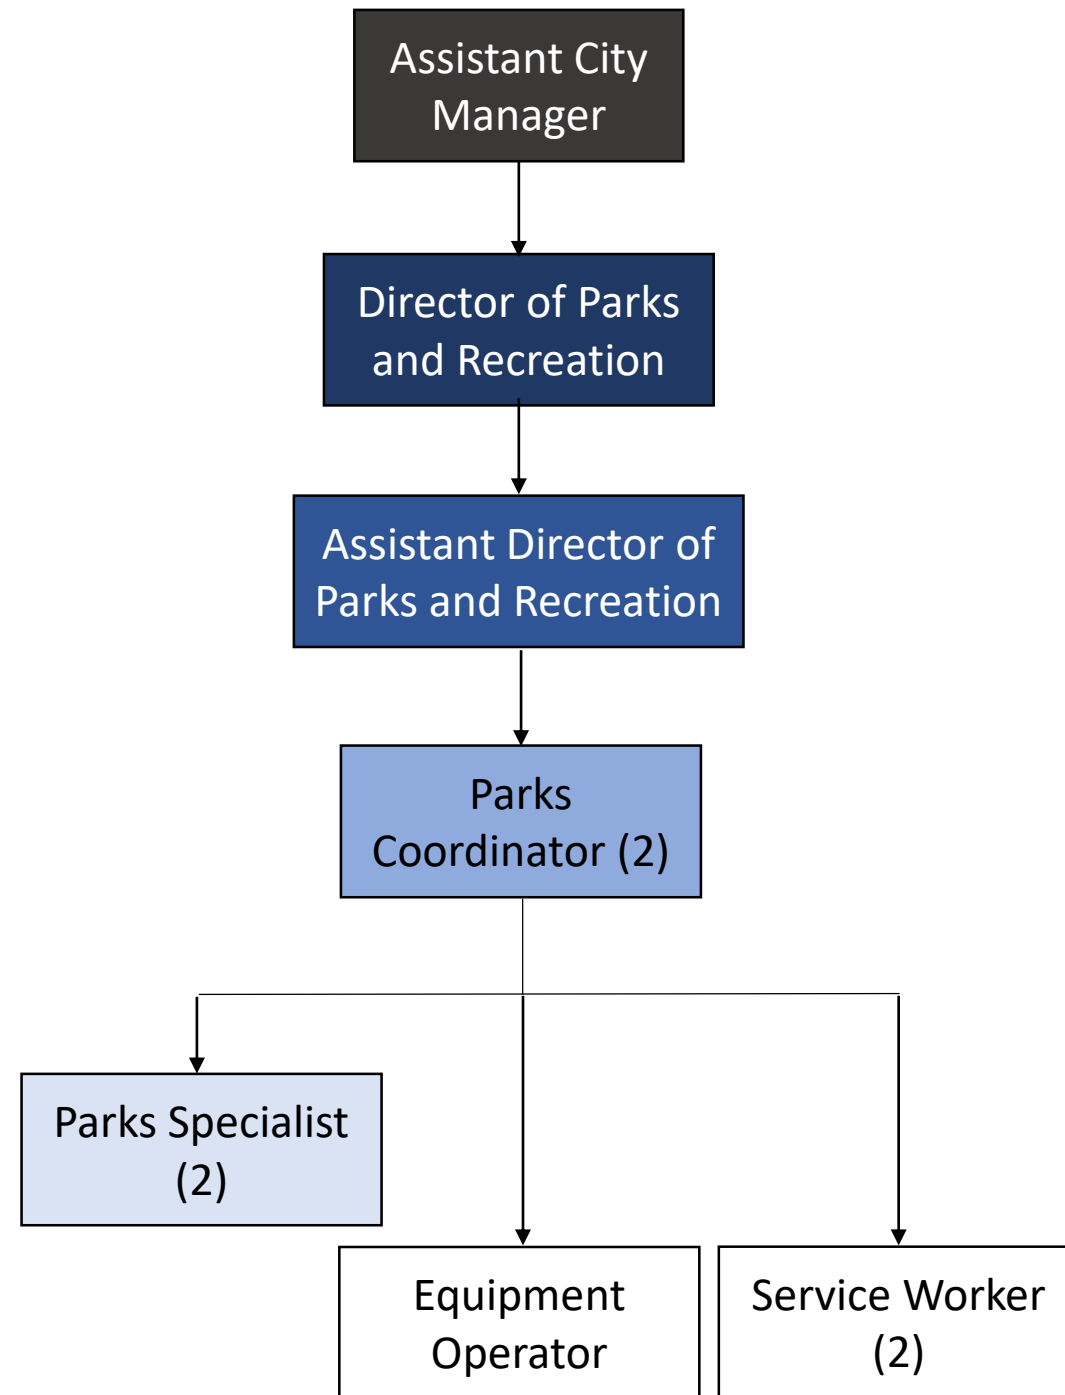 Assistant City
Manager
Director of Parks
and Recreation
Assistant Director of
Parks and Recreation
Parks
Coordinator (2)
Parks Specialist
(2)
Equipment
Operator
Service Worker
(2)